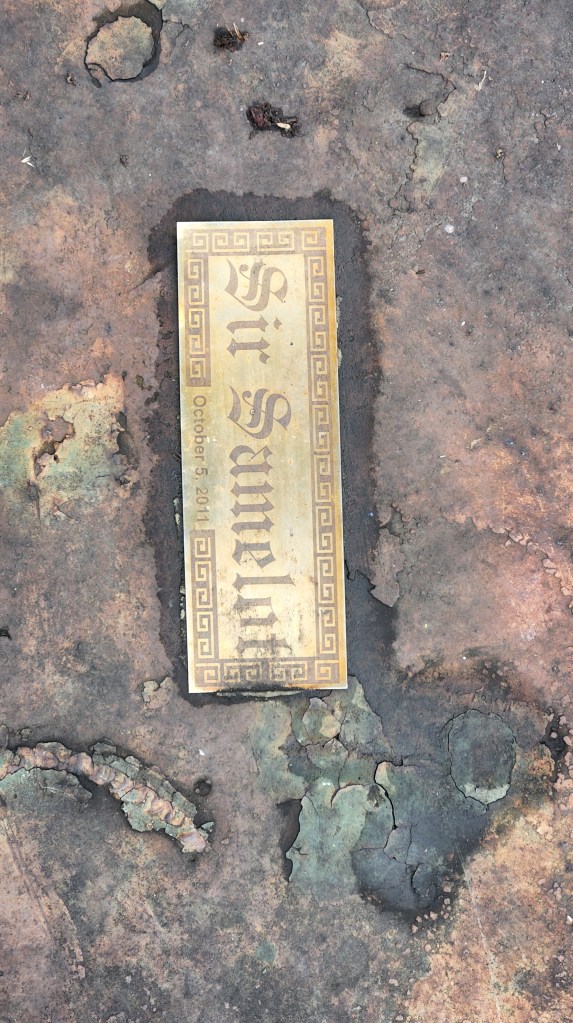 Sir Samelot
October 5, 2011